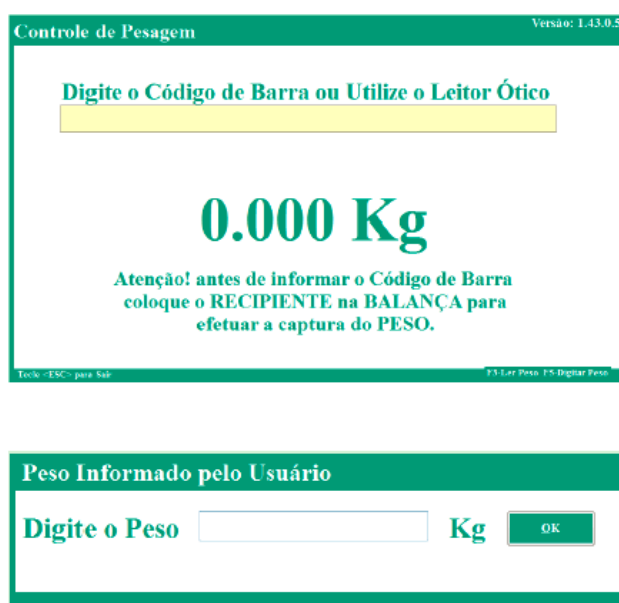 Controle de Pesagem
Versão: 1.43.0.5
Digite o Código de Barra ou Utilize o Leitor Ótico
0.000 Kg
Atenção! antes de informar o Código de Barra
coloque o RECIPIENTE na BALANÇA para
efetuar a captura do PESO.
Tecle <ESC> para Sair
F3-Ler Peso F5-Digitar Peso
Peso Informado pelo Usuário
Digite o Peso
Kg
OK